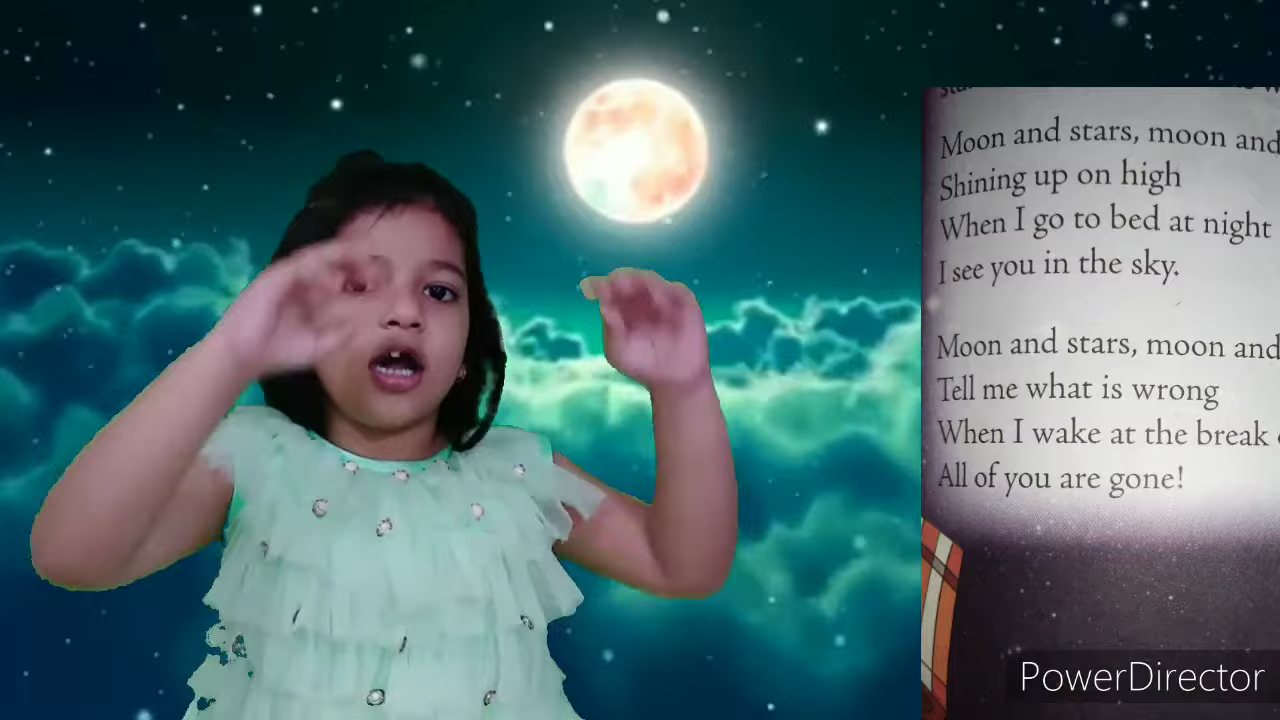 Moon and stars, moon and
Shining up on high
When I go to bed at night
I see you in the sky.
Moon and stars, moon and
Tell me what is wrong
When I wake at the break
All of you are gone!
PowerDirector